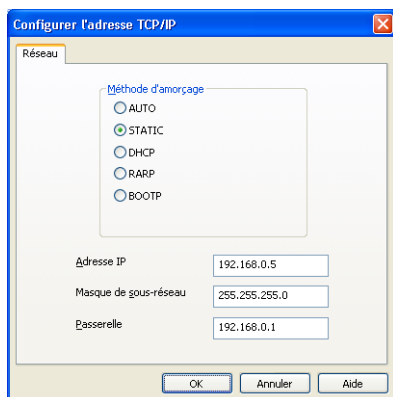 Configurer l'adresse TCP/IP
Réseau
Méthode d'amorçage
AUTO
STATIC
DHCP
RARP
BOOTP
Adresse IP 192.168.0.5
Masque de sous-réseau 255.255.255.0
Passerelle 192.168.0.1
OK Annuler Aide